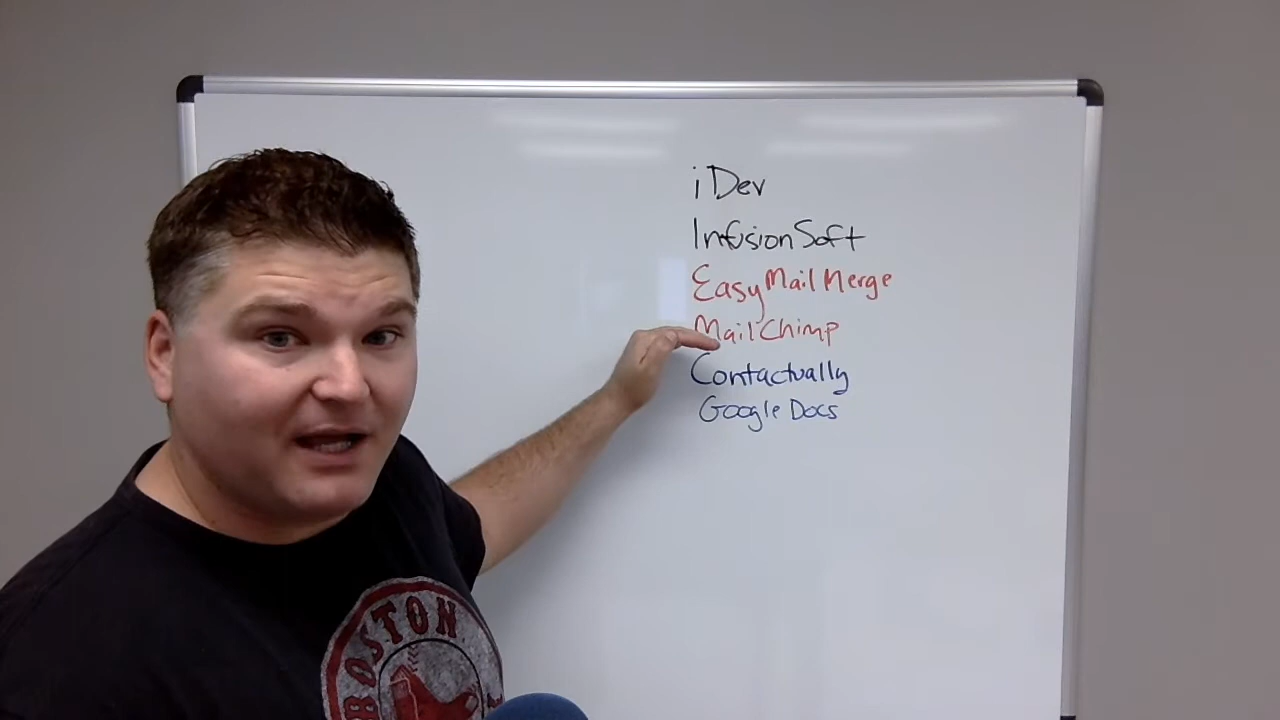 iDev
InfusionSoft
EasyMailMerge
MailChimp
Contactually
Google Docs
BOSTON